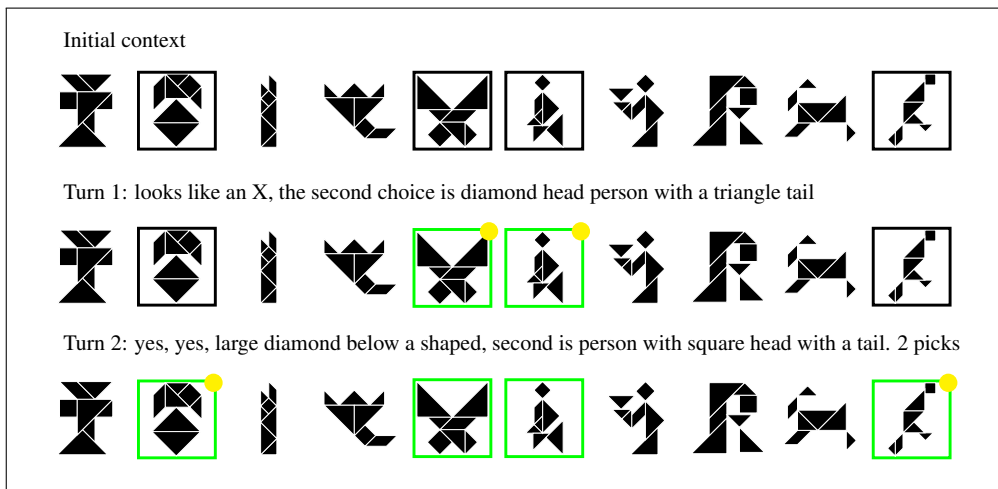 Initial context
Turn 1: looks like an X, the second choice is diamond head person with a triangle tail
Turn 2: yes, yes, large diamond below a shaped, second is person with square head with a tail. 2 picks